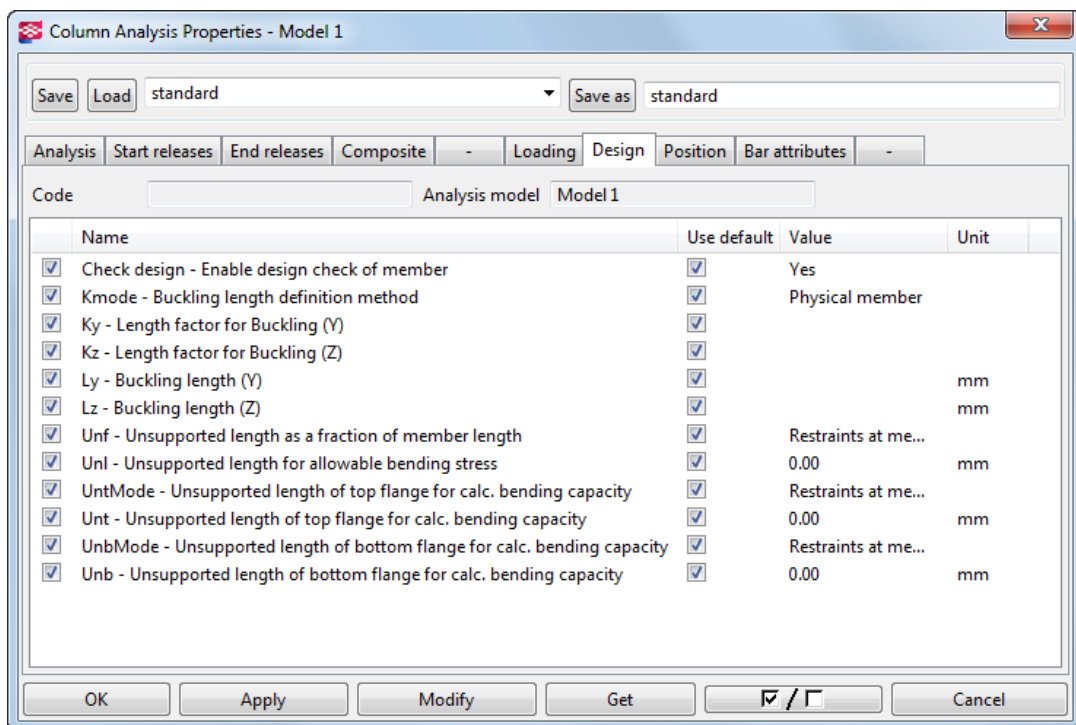 Column Analysis Properties - Model 1
Save Load standard Save as standard
Analysis Start releases End releases Composite - Loading Design Position Bar attributes -
Code Analysis model Model 1
Name Use default Value Unit
Check design - Enable design check of member Yes
Kmode - Buckling length definition method Physical member
Ky - Length factor for Buckling (Y)
Kz - Length factor for Buckling (Z)
Ly - Buckling length (Y) mm
Lz - Buckling length (Z) mm
Unf - Unsupported length as a fraction of member length Restraints at me...
Unl - Unsupported length for allowable bending stress 0.00 mm
UntMode - Unsupported length of top flange for calc. bending capacity Restraints at me...
Unt - Unsupported length of top flange for calc. bending capacity 0.00 mm
UnbMode - Unsupported length of bottom flange for calc. bending capacity Restraints at me...
Unb - Unsupported length of bottom flange for calc. bending capacity 0.00 mm
OK Apply Modify Get / Cancel